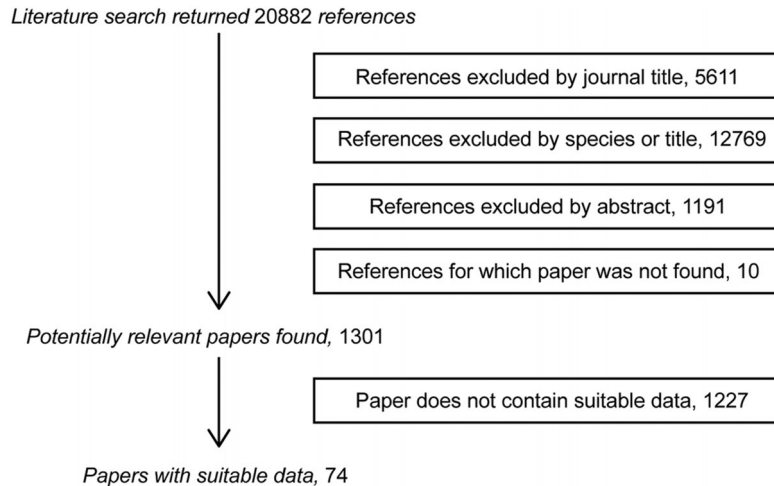 Literature search returned 20882 references
References excluded by journal title, 5611
References excluded by species or title, 12769
References excluded by abstract, 1191
References for which paper was not found, 10
Potentially relevant papers found, 1301
Paper does not contain suitable data, 1227
Papers with suitable data, 74